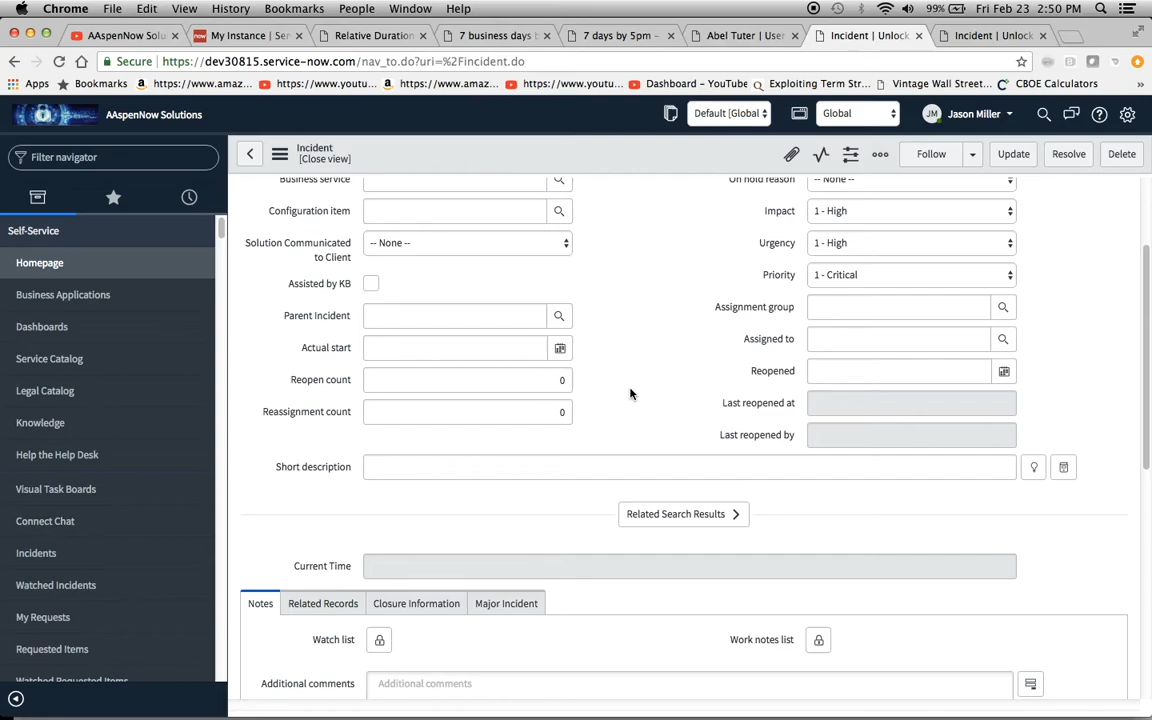 Chrome File Edit View History Bookmarks People Window Help 99% Fri Feb 23 2:50 PM
AAspenNow Solu × My Instance | Serv × Relative Duration × 7 business days b × 7 days by 5pm – × Abel Tuter | User × Incident | Unlock × Incident | Unlock ×
Secure https://dev30815.service-now.com/nav_to.do?uri=%2Fincident.do
Apps Bookmarks https://www.amaz... https://www.youtu... https://www.amaz... https://www.youtu... Dashboard – YouTube Exploiting Term Str... Vintage Wall Street... CBOE Calculators »
AAspenNow Solutions Default [Global Global JM Jason Miller
Filter navigator
Incident
[Close view]
Follow Update Resolve Delete
Self-Service
Homepage
Business Applications
Dashboards
Service Catalog
Legal Catalog
Knowledge
Help the Help Desk
Visual Task Boards
Connect Chat
Incidents
Watched Incidents
My Requests
Requested Items
Watched Requested Items
Business service
Configuration item
Solution Communicated
to Client
-- None --
Assisted by KB
Parent Incident
Actual start
Reopen count 0
Reassignment count 0
On hold reason -- None --
Impact 1 - High
Urgency 1 - High
Priority 1 - Critical
Assignment group
Assigned to
Reopened
Last reopened at
Last reopened by
Short description
Related Search Results
Current Time
Notes Related Records Closure Information Major Incident
Watch list Work notes list
Additional comments Additional comments